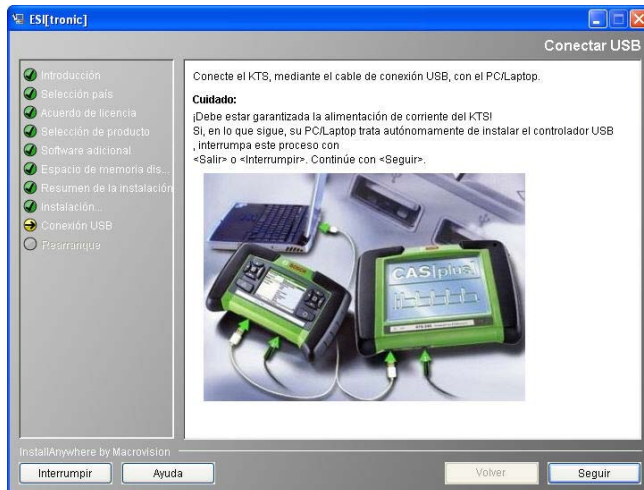 ESI[tronic]
Conectar USB
Introducción
Selección país
Acuerdo de licencia
Selección de producto
Software adicional
Espacio de memoria dis...
Resumen de la instalación
Instalación...
Conexión USB
Rearranque
Conecte el KTS, mediante el cable de conexión USB, con el PC/Laptop.
Cuidado:
¡Debe estar garantizada la alimentación de corriente del KTS!
Si, en lo que sigue, su PC/Laptop trata autónomamente de instalar el controlador USB
, interrumpa este proceso con
<Salir> o <Interrumpir>. Continúe con <Seguir>.
BOSCH
CAS[plus]
InstallAnywhere by Macrovision
Interrumpir
Ayuda
Volver
Seguir